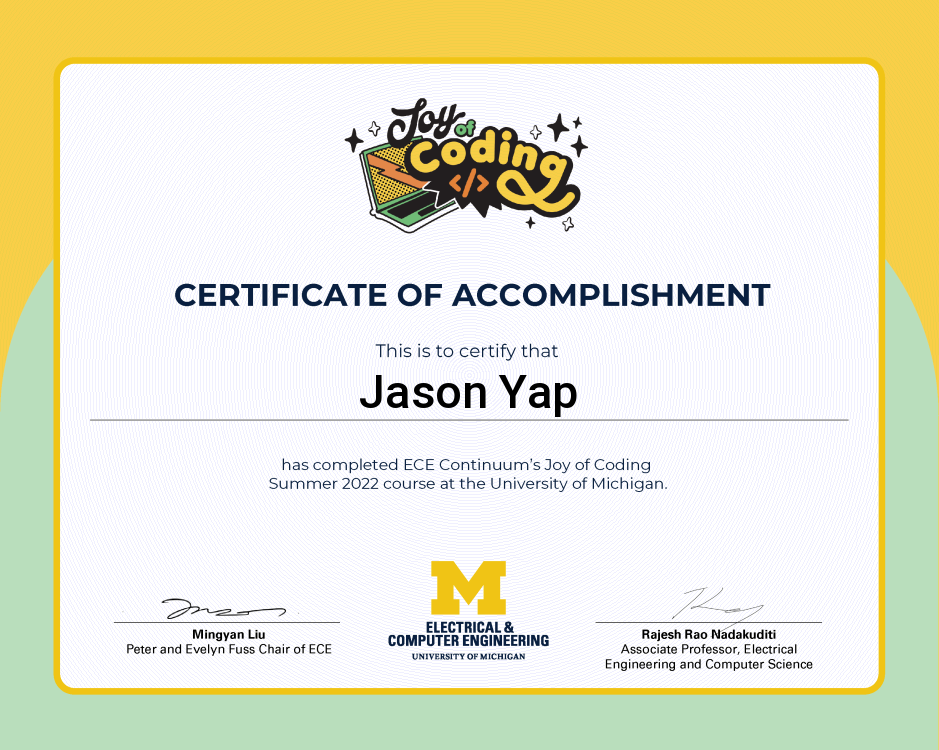 Joy of
Coding
</>
CERTIFICATE OF ACCOMPLISHMENT
This is to certify that
Jason Yap
has completed ECE Continuum’s Joy of Coding
Summer 2022 course at the University of Michigan.
M
ELECTRICAL &
COMPUTER ENGINEERING
UNIVERSITY OF MICHIGAN
Mingyan Liu
Peter and Evelyn Fuss Chair of ECE
Rajesh Rao Nadakuditi
Associate Professor, Electrical
Engineering and Computer Science